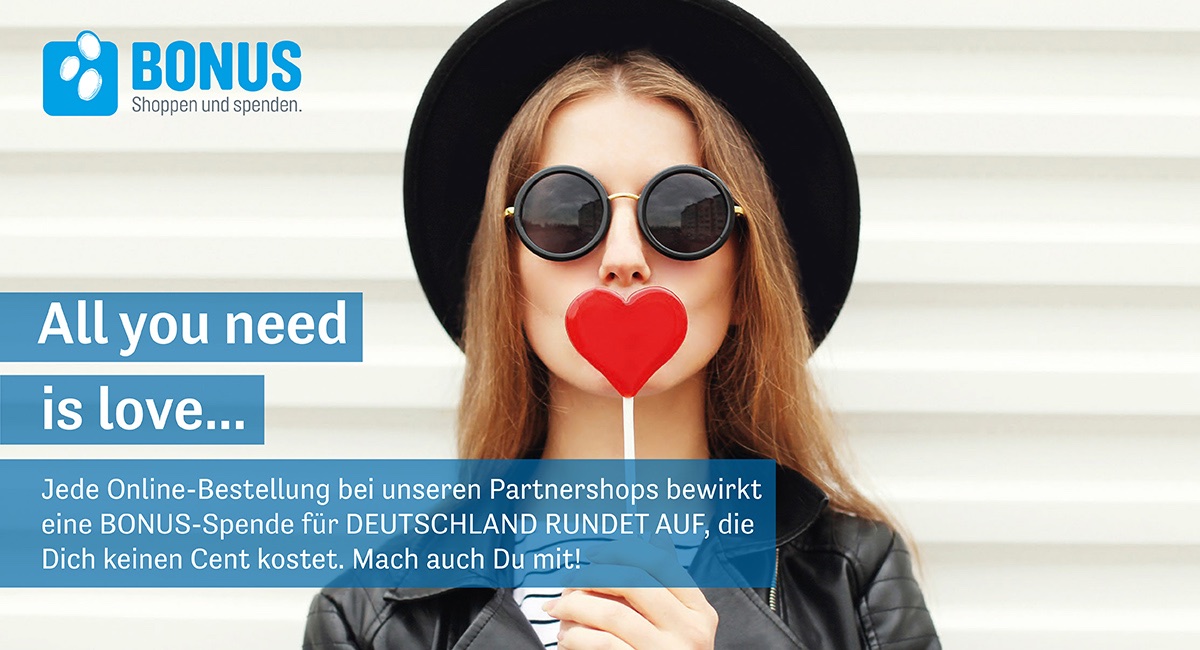 BONUS
Shoppen und spenden.
All you need
is love...
Jede Online-Bestellung bei unseren Partnershops bewirkt
eine BONUS-Spende für DEUTSCHLAND RUNDET AUF, die
Dich keinen Cent kostet. Mach auch Du mit!